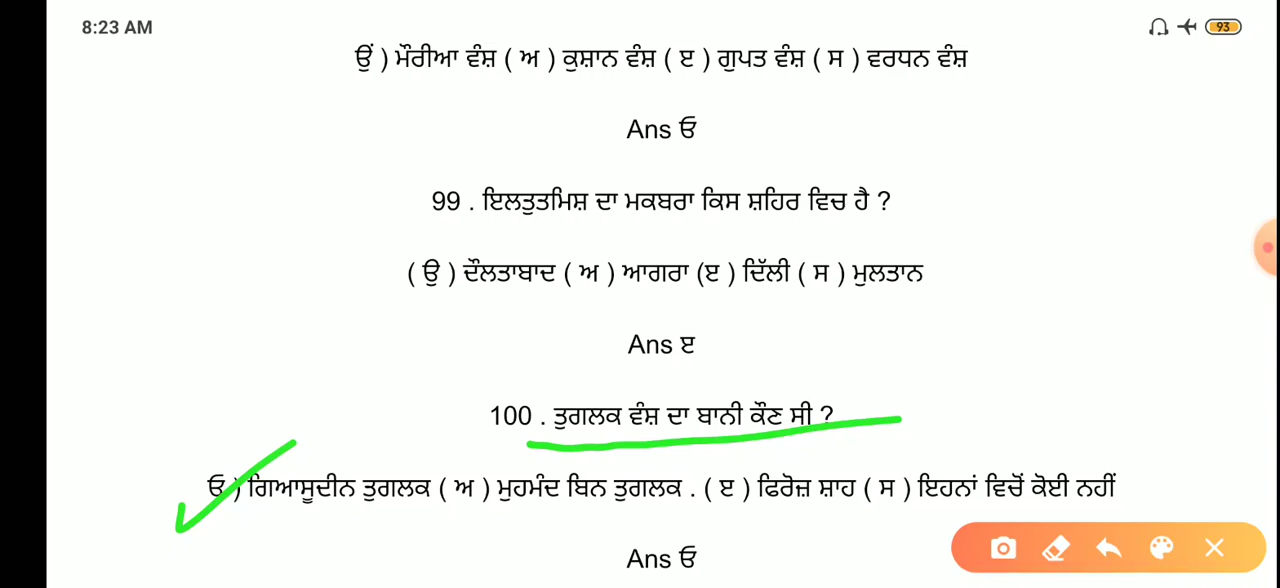 8:23 AM 93
ਉਂ ) ਮੌਰੀਆ ਵੰਸ਼ ( ਅ ) ਕੁਸ਼ਾਨ ਵੰਸ਼ ( ੲ ) ਗੁਪਤ ਵੰਸ਼ ( ਸ ) ਵਰਧਨ ਵੰਸ਼
Ans ਓ
99 . ਇਲਤੁਤਮਿਸ਼ ਦਾ ਮਕਬਰਾ ਕਿਸ ਸ਼ਹਿਰ ਵਿਚ ਹੈ ?
( ਉ ) ਦੌਲਤਾਬਾਦ ( ਅ ) ਆਗਰਾ (ੲ ) ਦਿੱਲੀ ( ਸ ) ਮੁਲਤਾਨ
Ans ੲ
100 . ਤੁਗਲਕ ਵੰਸ਼ ਦਾ ਬਾਨੀ ਕੌਣ ਸੀ ?
ਓ ) ਗਿਆਸੂਦੀਨ ਤੁਗਲਕ ( ਅ ) ਮੁਹਮੰਦ ਬਿਨ ਤੁਗਲਕ . ( ੲ ) ਫਿਰੋਜ਼ ਸ਼ਾਹ ( ਸ ) ਇਹਨਾਂ ਵਿਚੋਂ ਕੋਈ ਨਹੀਂ
Ans ਓ